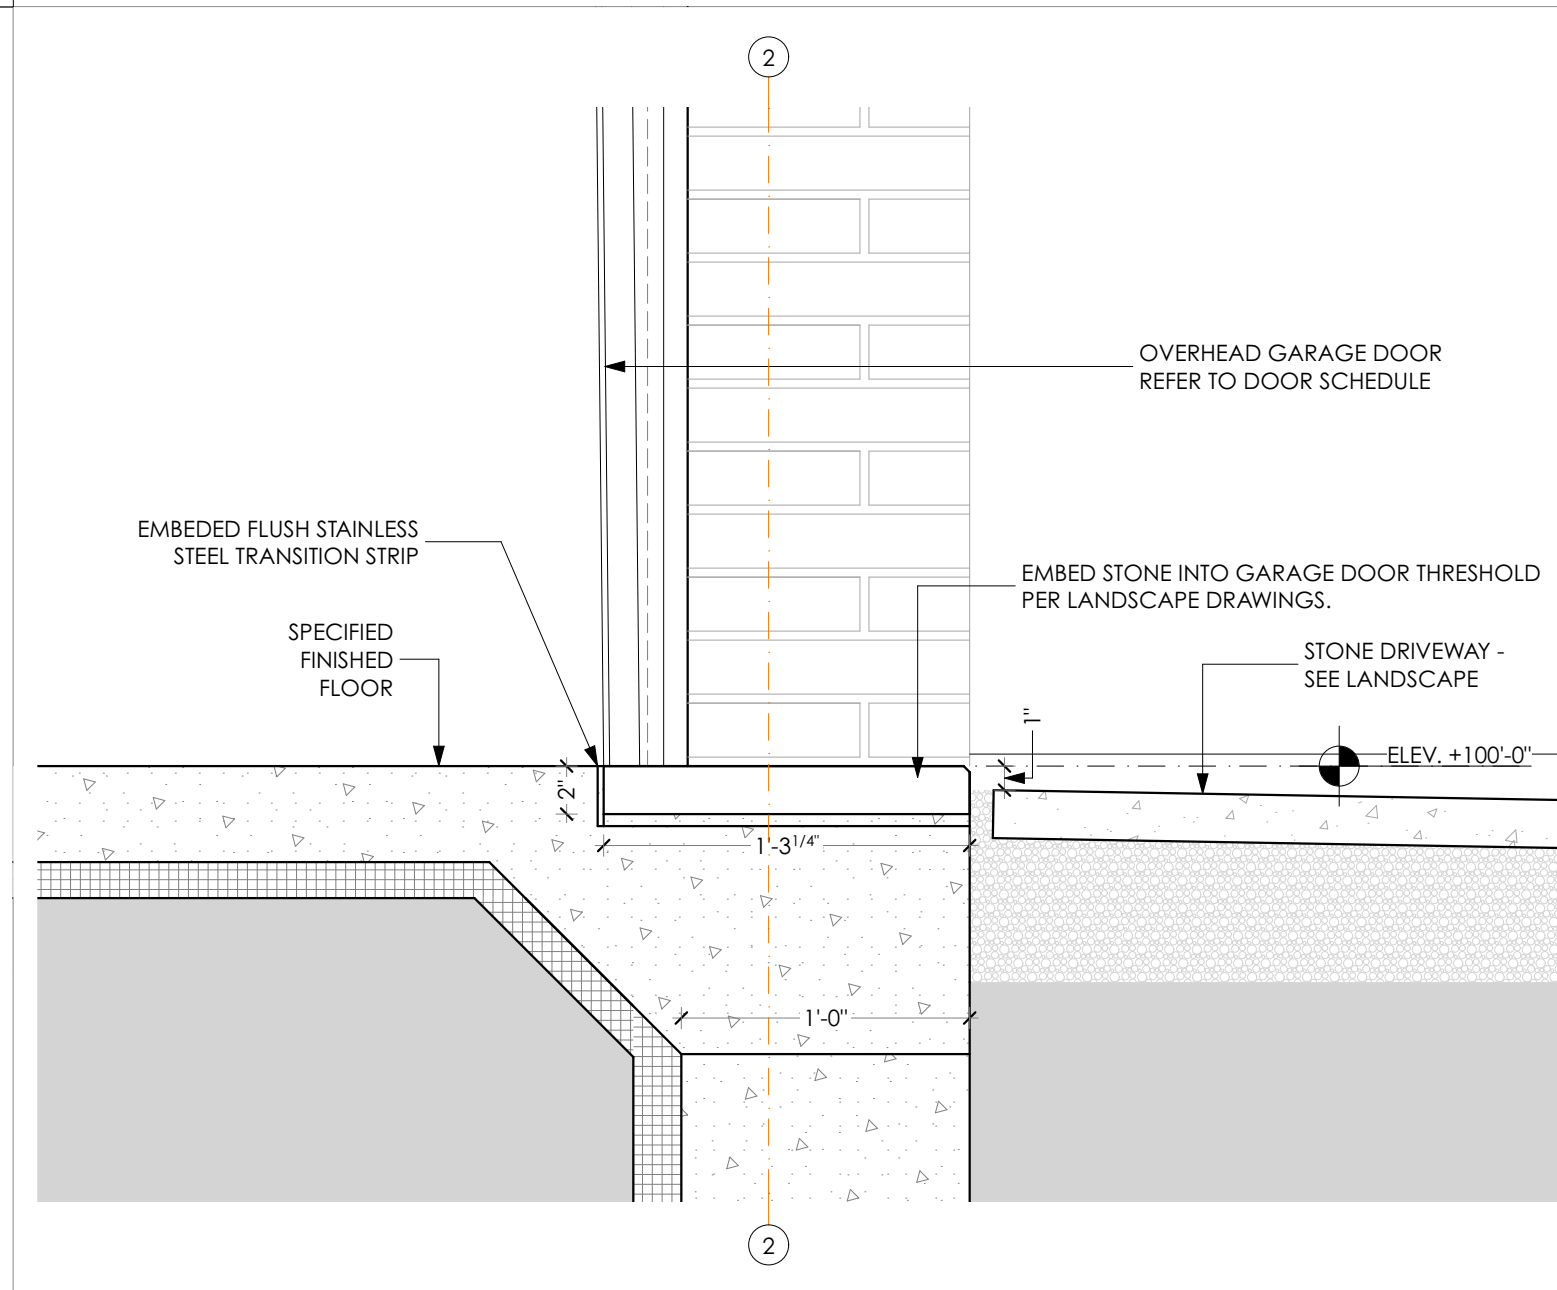 2
OVERHEAD GARAGE DOOR
REFER TO DOOR SCHEDULE
EMBEDED FLUSH STAINLESS
STEEL TRANSITION STRIP
EMBED STONE INTO GARAGE DOOR THRESHOLD
PER LANDSCAPE DRAWINGS.
SPECIFIED
FINISHED
FLOOR
STONE DRIVEWAY -
SEE LANDSCAPE
1"
ELEV. +100'-0"
2"
1'-3 1/4"
1'-0"
2